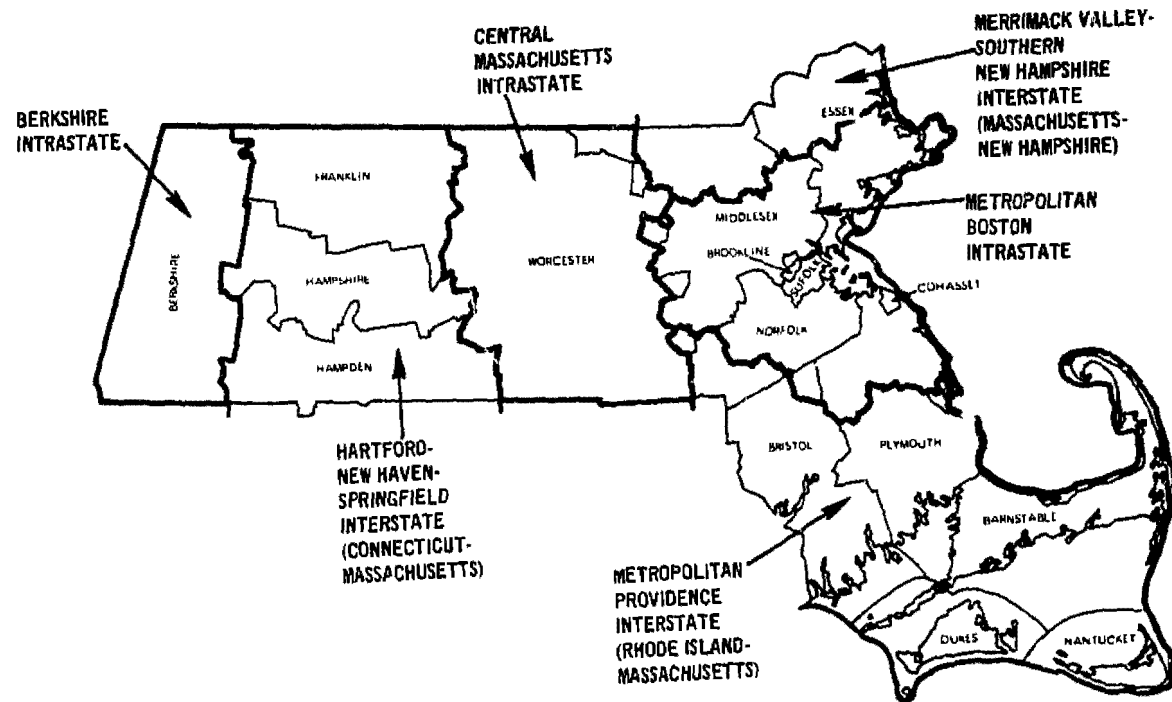 MERRIMACK VALLEY-
SOUTHERN
NEW HAMPSHIRE
INTERSTATE
(MASSACHUSETTS-
NEW HAMPSHIRE)
CENTRAL
MASSACHUSETTS
INTRASTATE
BERKSHIRE
INTRASTATE
ESSEX
FRANKLIN
METROPOLITAN
BOSTON
INTRASTATE
MIDDLESEX
BROOKLINE
SUFFOLK
BERKSHIRE
HAMPSHIRE
WORCESTER
COHASSET
NORFOLK
HAMPDEN
HARTFORD-
NEW HAVEN-
SPRINGFIELD
INTERSTATE
(CONNECTICUT-
MASSACHUSETTS)
BRISTOL
PLYMOUTH
BARNSTABLE
METROPOLITAN
PROVIDENCE
INTERSTATE
(RHODE ISLAND-
MASSACHUSETTS)
DUKES
NANTUCKET